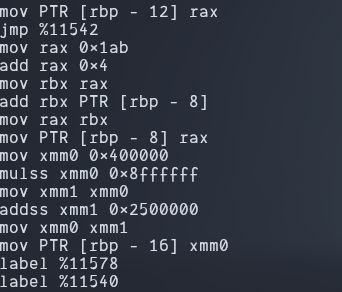 mov PTR [rbp - 12] rax
jmp %11542
mov rax 0×1ab
add rax 0×4
mov rbx rax
add rbx PTR [rbp - 8]
mov rax rbx
mov PTR [rbp - 8] rax
mov xmm0 0×400000
mulss xmm0 0×8ffffff
mov xmm1 xmm0
addss xmm1 0×2500000
mov xmm0 xmm1
mov PTR [rbp - 16] xmm0
label %11578
label %11540